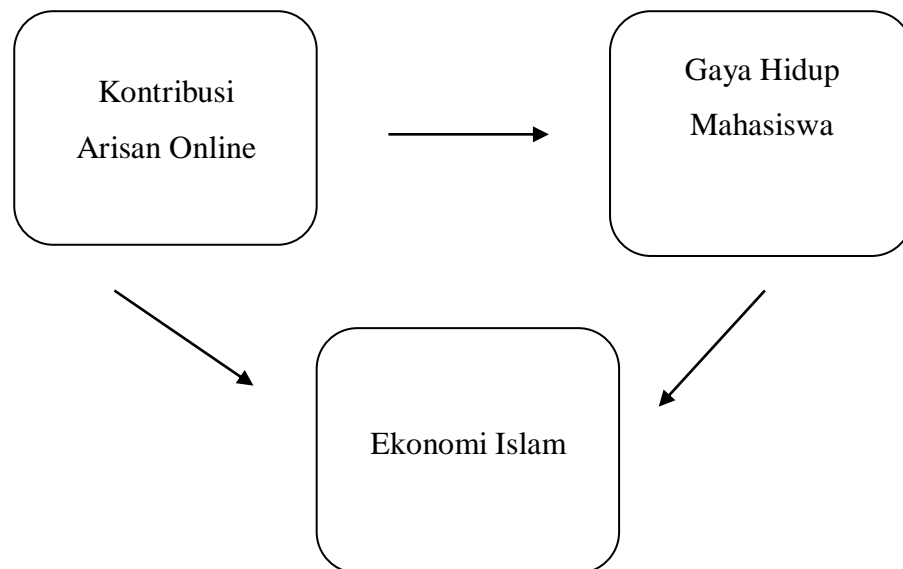 Kontribusi
Arisan Online
Gaya Hidup
Mahasiswa
Ekonomi Islam